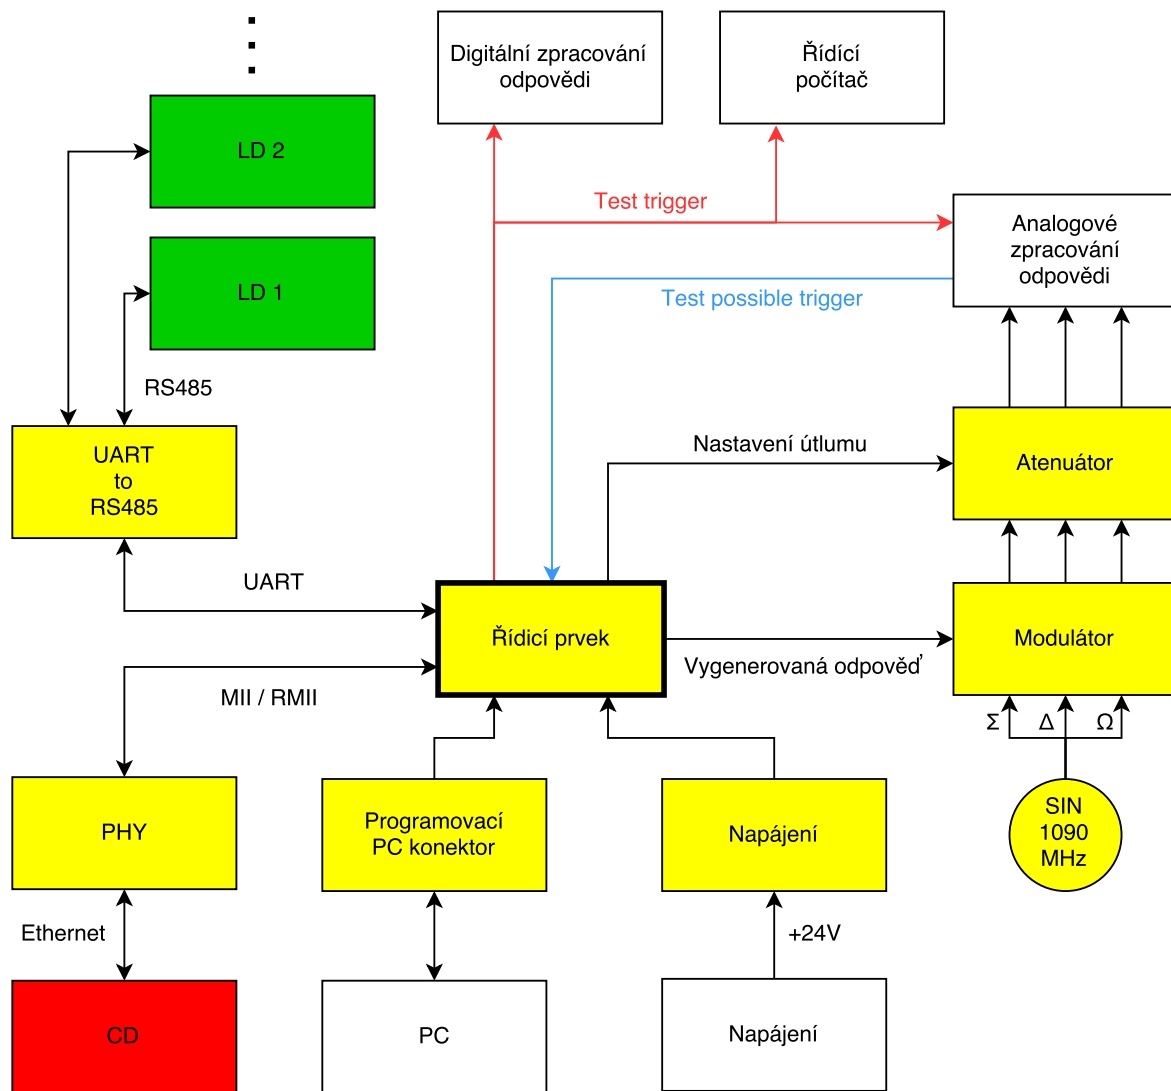 Digitální zpracování
odpovědi
Řídící
počítač
LD 2
Test trigger
Analogové
zpracování
odpovědi
LD 1
Test possible trigger
RS485
UART
to
RS485
Nastavení útlumu
Atenuátor
UART
Řídicí prvek
Modulátor
Vygenerovaná odpověď
MII / RMII
Σ
Δ
Ω
PHY
Programovací
PC konektor
Napájení
SIN
1090
MHz
Ethernet
+24V
CD
PC
Napájení